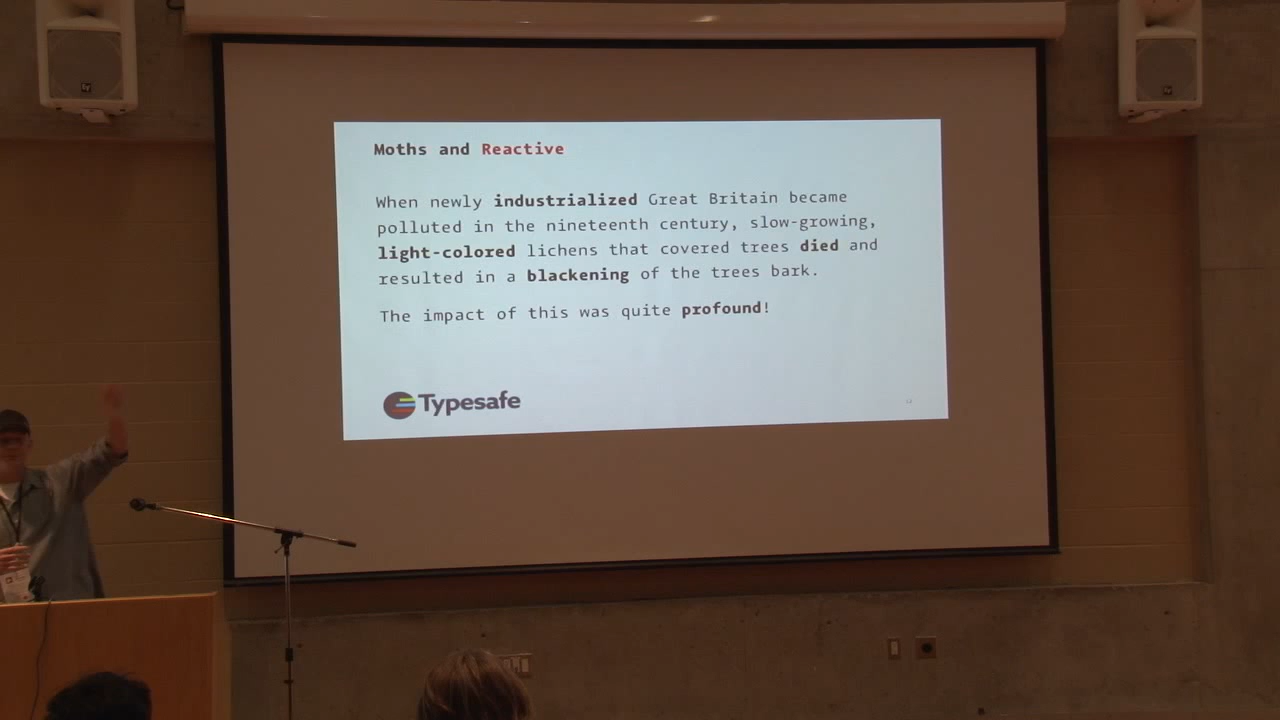 Moths and Reactive
When newly industrialized Great Britain became
polluted in the nineteenth century, slow-growing,
light-colored lichens that covered trees died and
resulted in a blackening of the trees bark.
The impact of this was quite profound!
Typesafe